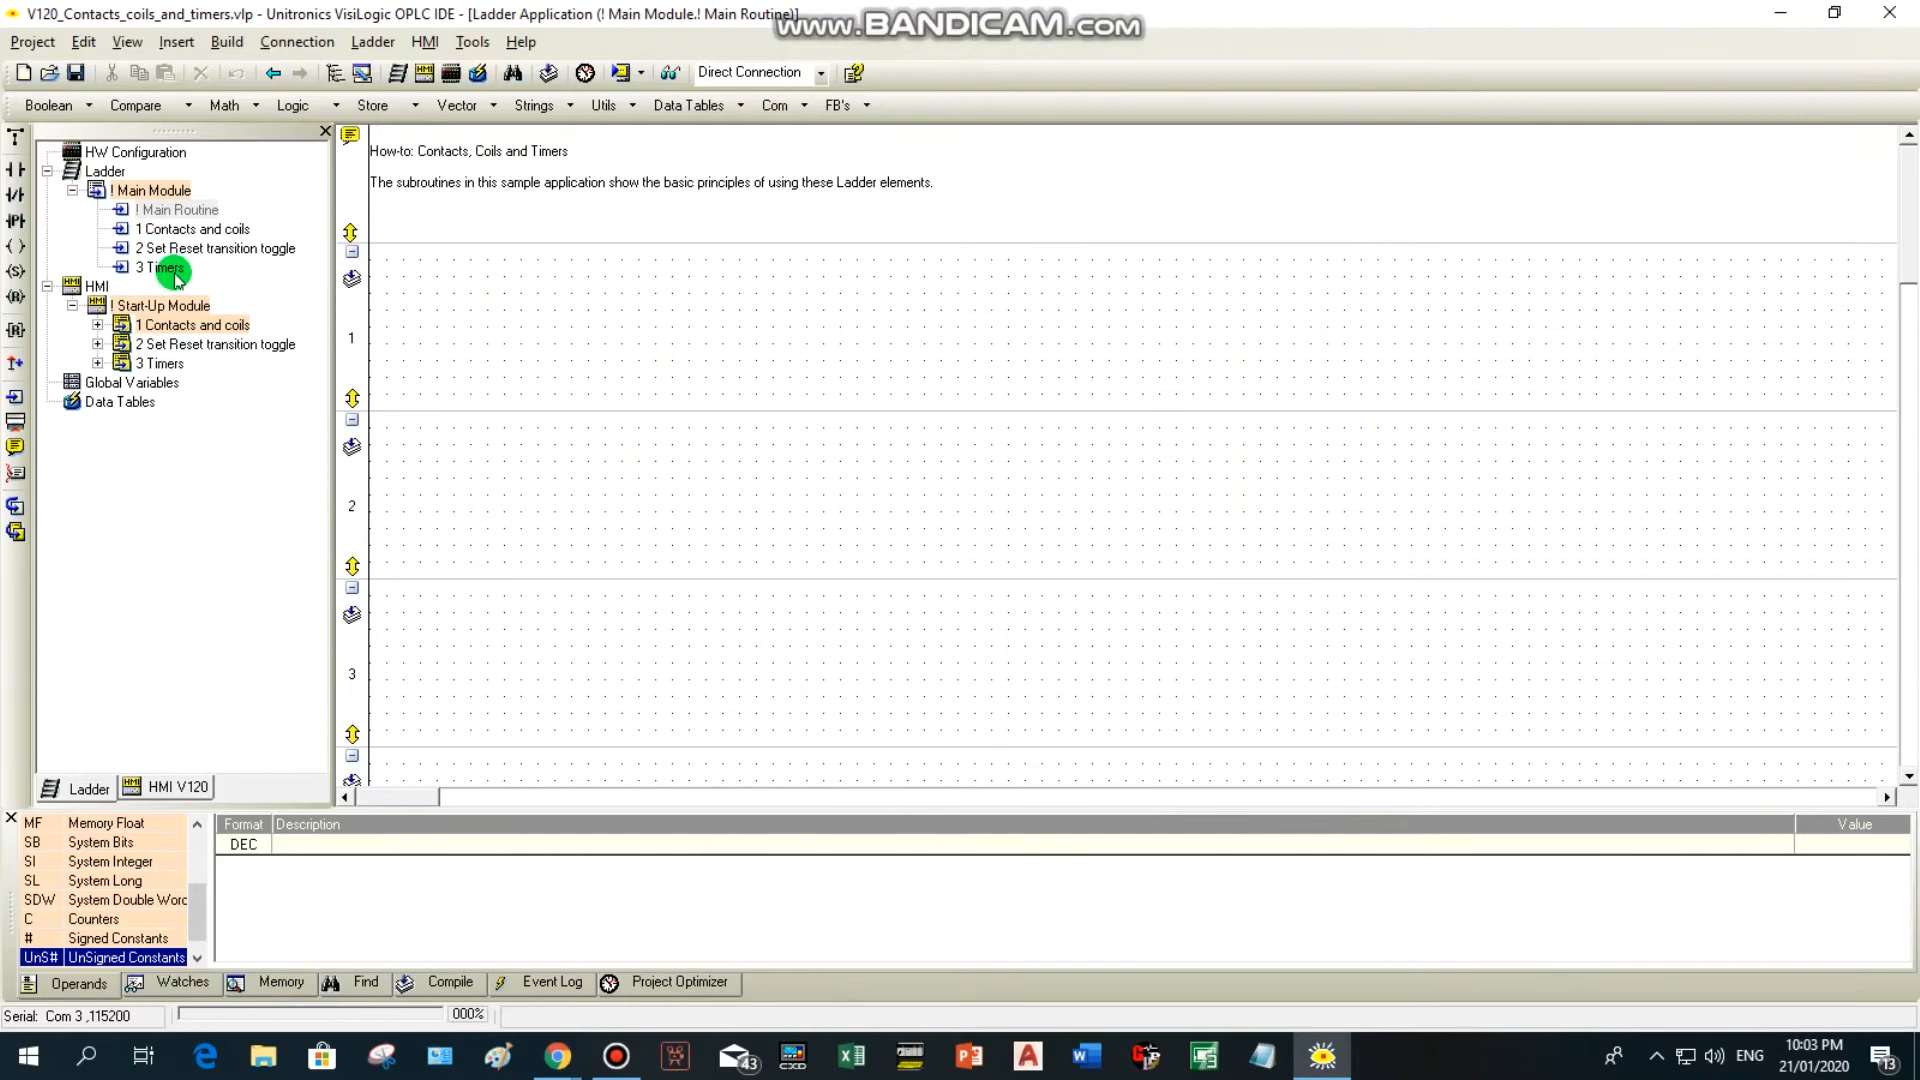 V120_Contacts_coils_and_timers.vlp - Unitronics VisiLogic OPLC IDE - [Ladder Application (! Main Module.! Main Routine)]
www.BANDICAM.com
Project Edit View Insert Build Connection Ladder HMI Tools Help
Direct Connection
Boolean Compare Math Logic Store Vector Strings Utils Data Tables Com FB's
HW Configuration
Ladder
! Main Module
! Main Routine
1 Contacts and coils
2 Set Reset transition toggle
3 Timers
HMI
! Start-Up Module
1 Contacts and coils
2 Set Reset transition toggle
3 Timers
Global Variables
Data Tables
How-to: Contacts, Coils and Timers
The subroutines in this sample application show the basic principles of using these Ladder elements.
1
2
3
Ladder HMI V120
MF Memory Float
SB System Bits
SI System Integer
SL System Long
SDW System Double Word
C Counters
# Signed Constants
UnS# UnSigned Constants
Format Description Value
DEC
Operands Watches Memory Find Compile Event Log Project Optimizer
Serial: Com 3 ,115200 000%
43
ENG
10:03 PM
21/01/2020
13